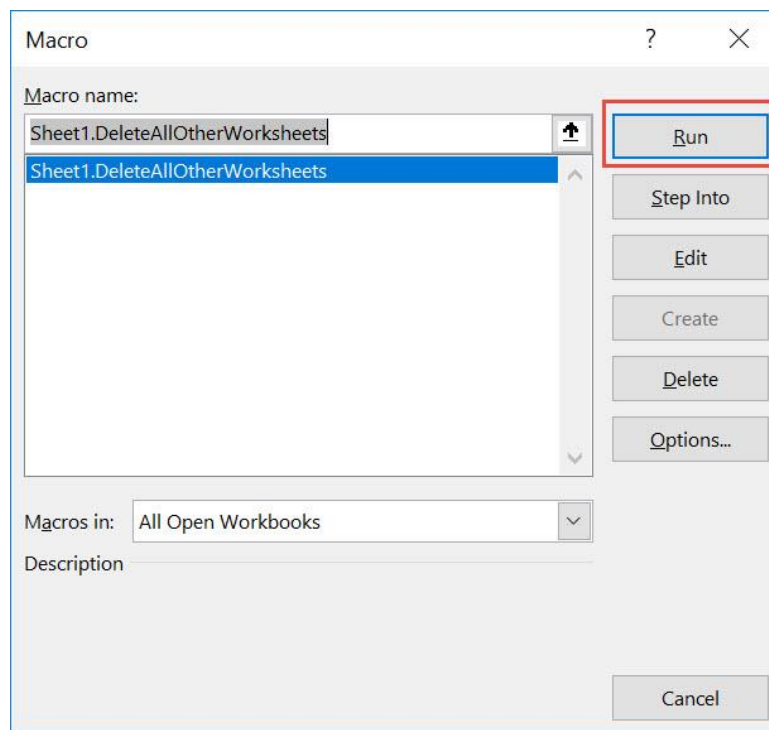 Macro
?
Macro name:
Sheet1.DeleteAllOtherWorksheets
Sheet1.DeleteAllOtherWorksheets
Run
Step Into
Edit
Create
Delete
Options...
Macros in: All Open Workbooks
Description
Cancel